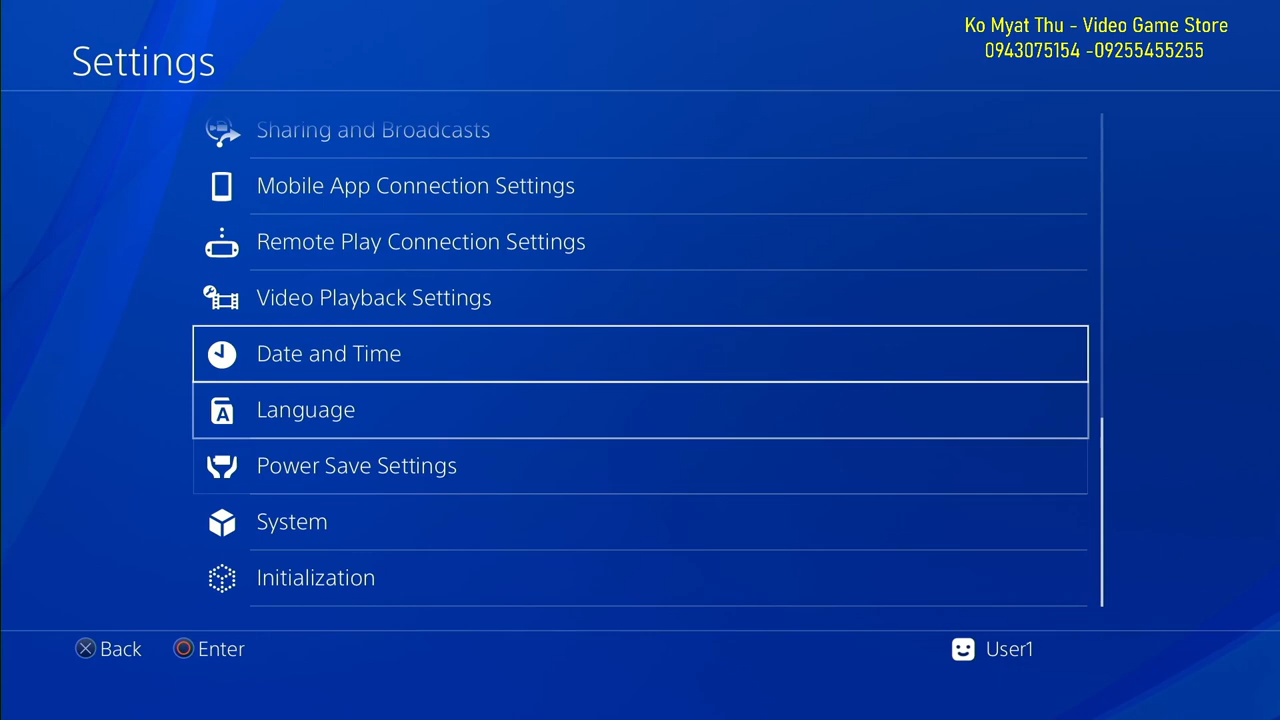 Ko Myat Thu - Video Game Store
0943075154 -09255455255
Settings
Sharing and Broadcasts
Mobile App Connection Settings
Remote Play Connection Settings
Video Playback Settings
Date and Time
Language
Power Save Settings
System
Initialization
Back Enter User1